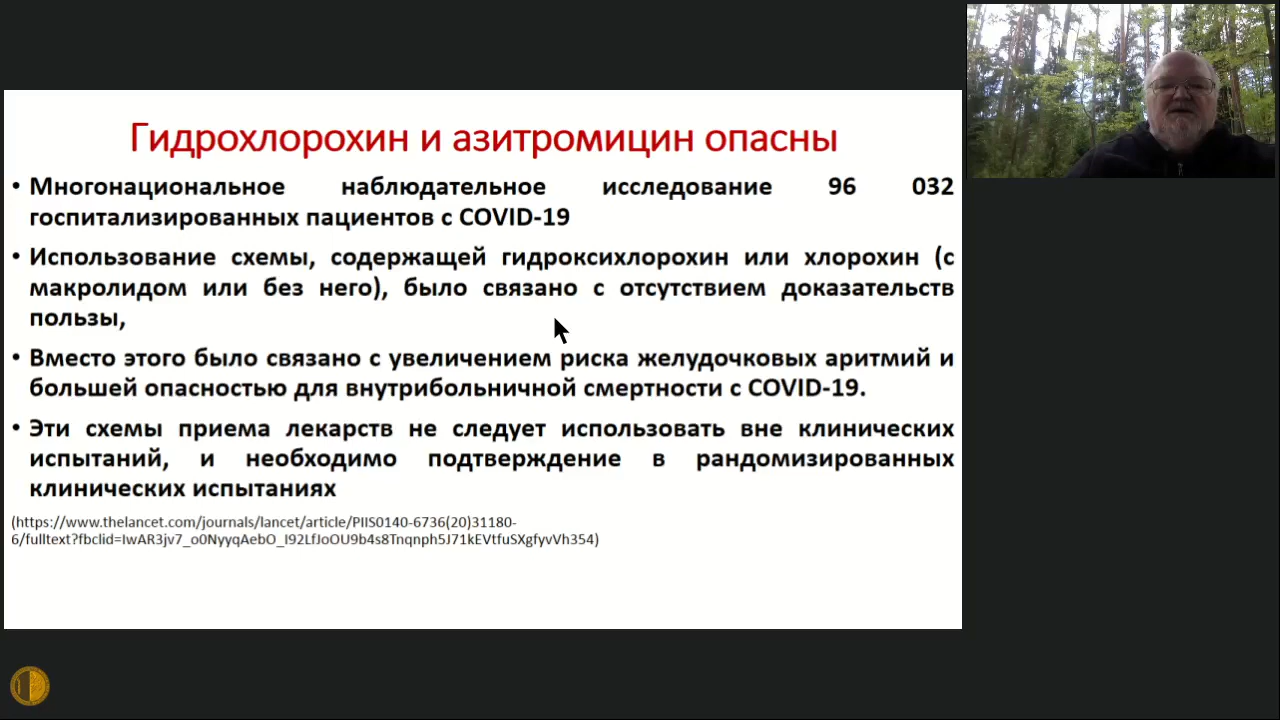 Гидрохлорохин и азитромицин опасны
• Многонациональное наблюдательное исследование 96 032
госпитализированных пациентов с COVID-19
• Использование схемы, содержащей гидроксихлорохин или хлорохин (с
макролидом или без него), было связано с отсутствием доказательств
пользы,
• Вместо этого было связано с увеличением риска желудочковых аритмий и
большей опасностью для внутрибольничной смертности с COVID-19.
• Эти схемы приема лекарств не следует использовать вне клинических
испытаний, и необходимо подтверждение в рандомизированных
клинических испытаниях
(https://www.thelancet.com/journals/lancet/article/PIIS0140-6736(20)31180-
6/fulltext?fbclid=IwAR3jv7_o0NyyqAebO_I92LfJoOU9b4s8Tnqnph5J71kEVtfuSXgfyvVh354)